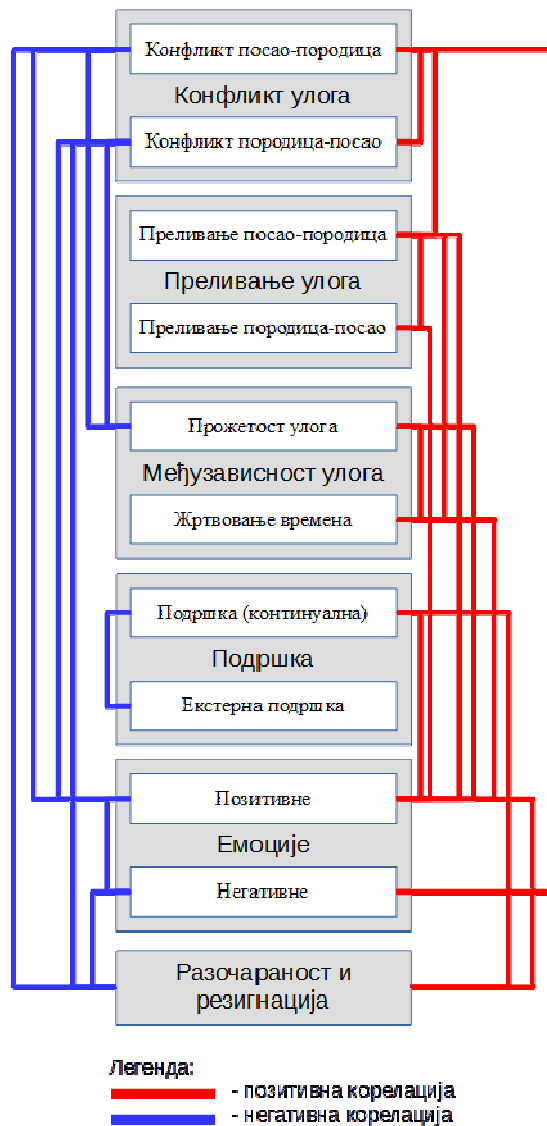 Конфликт посао-породица
Конфликт улога
Конфликт породица-посао
Преливање посао-породица
Преливање улога
Преливање породица-посао
Прожетост улога
Међузависност улога
Жртвовање времена
Подршка (континуална)
Подршка
Екстерна подршка
Позитивне
Емоције
Негативне
Разочараност и
резигнација
Легенда:
- позитивна корелација
- негативна корелација